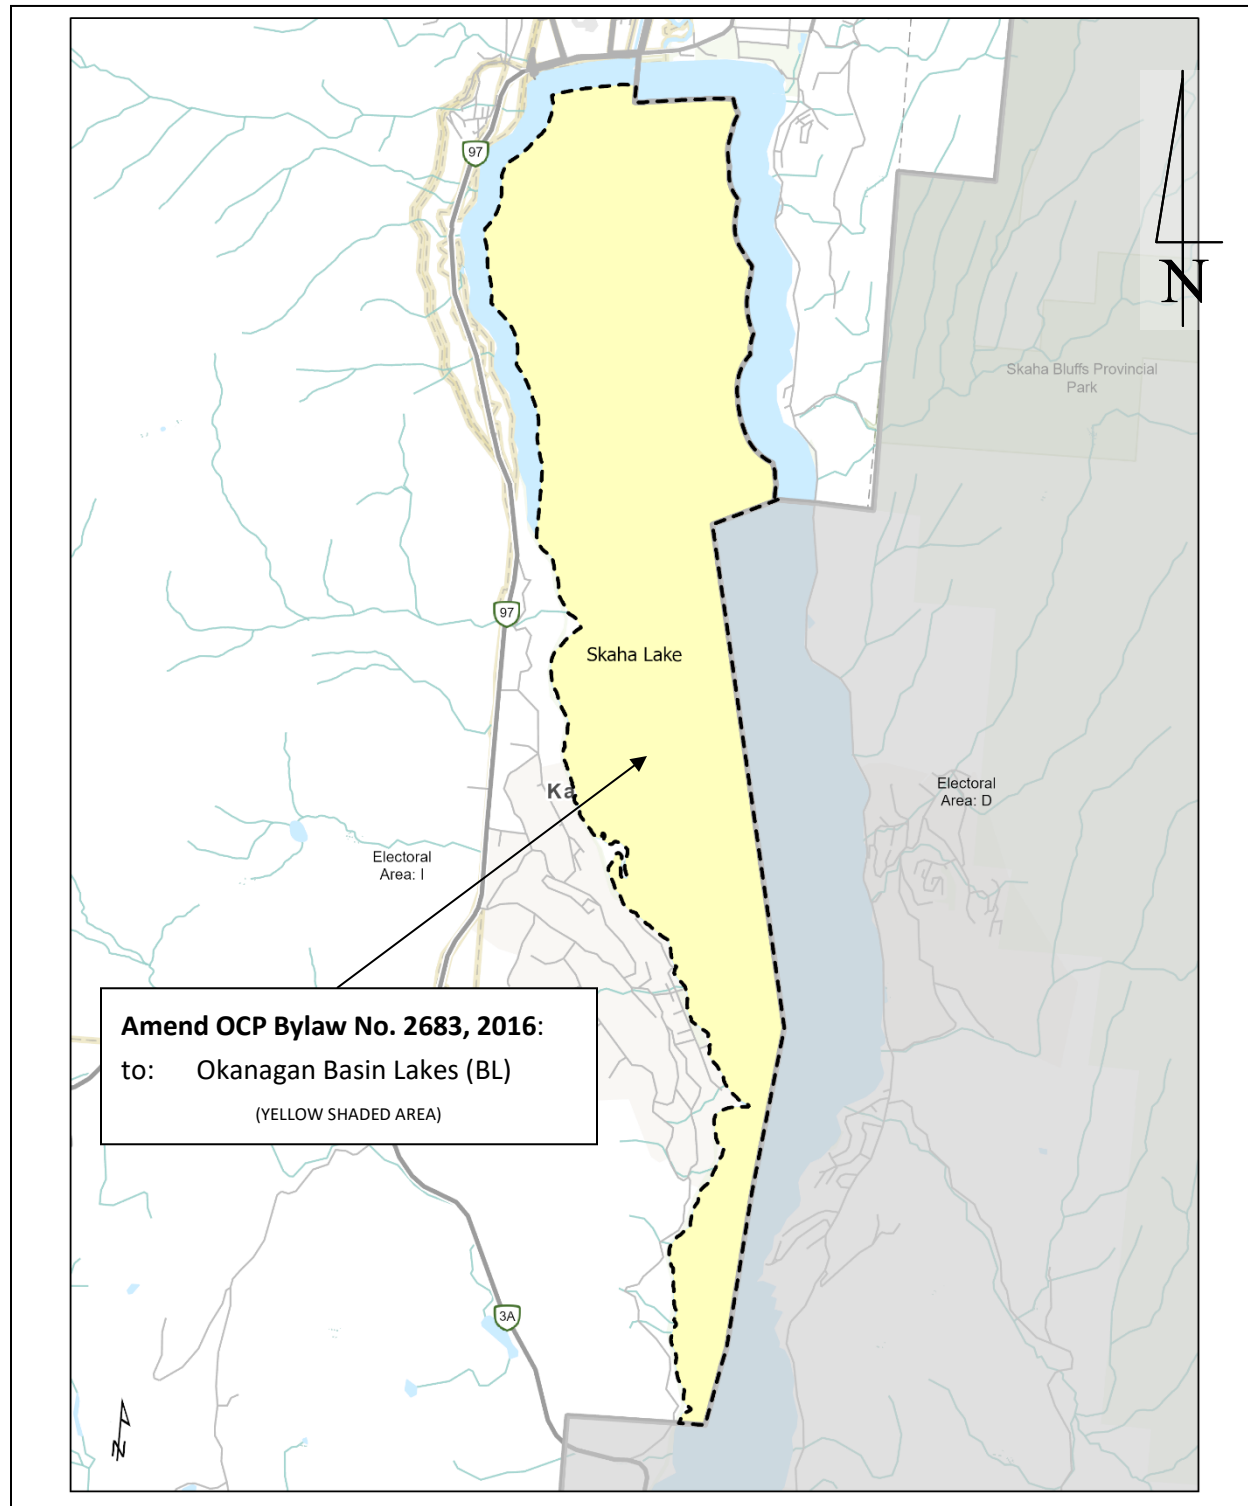 97
N
Skaha Bluffs Provincial
Park
97
Skaha Lake
Ka
Electoral
Area: D
Electoral
Area: I
Amend OCP Bylaw No. 2683, 2016:
to: Okanagan Basin Lakes (BL)
(YELLOW SHADED AREA)
3A
N